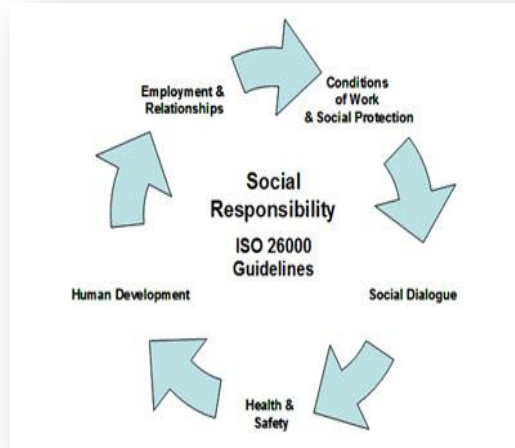 Employment &
Relationships
Conditions
of Work
& Social Protection
Social
Responsibility
ISO 26000
Guidelines
Human Development
Social Dialogue
Health &
Safety